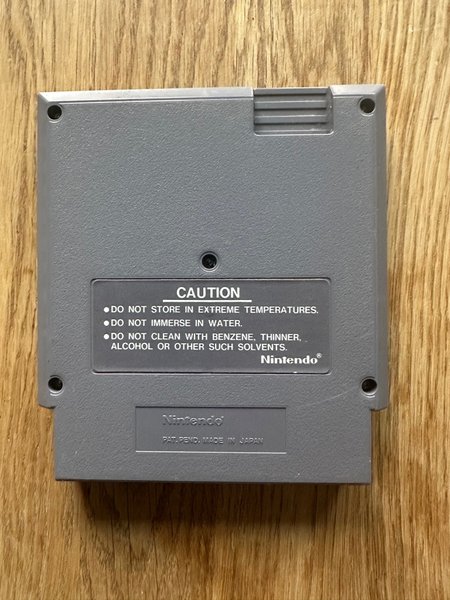 CAUTION
●DO NOT STORE IN EXTREME TEMPERATURES.
●DO NOT IMMERSE IN WATER.
●DO NOT CLEAN WITH BENZENE, THINNER,
ALCOHOL OR OTHER SUCH SOLVENTS.
Nintendo®
Nintendo
PAT. PEND. MADE IN JAPAN